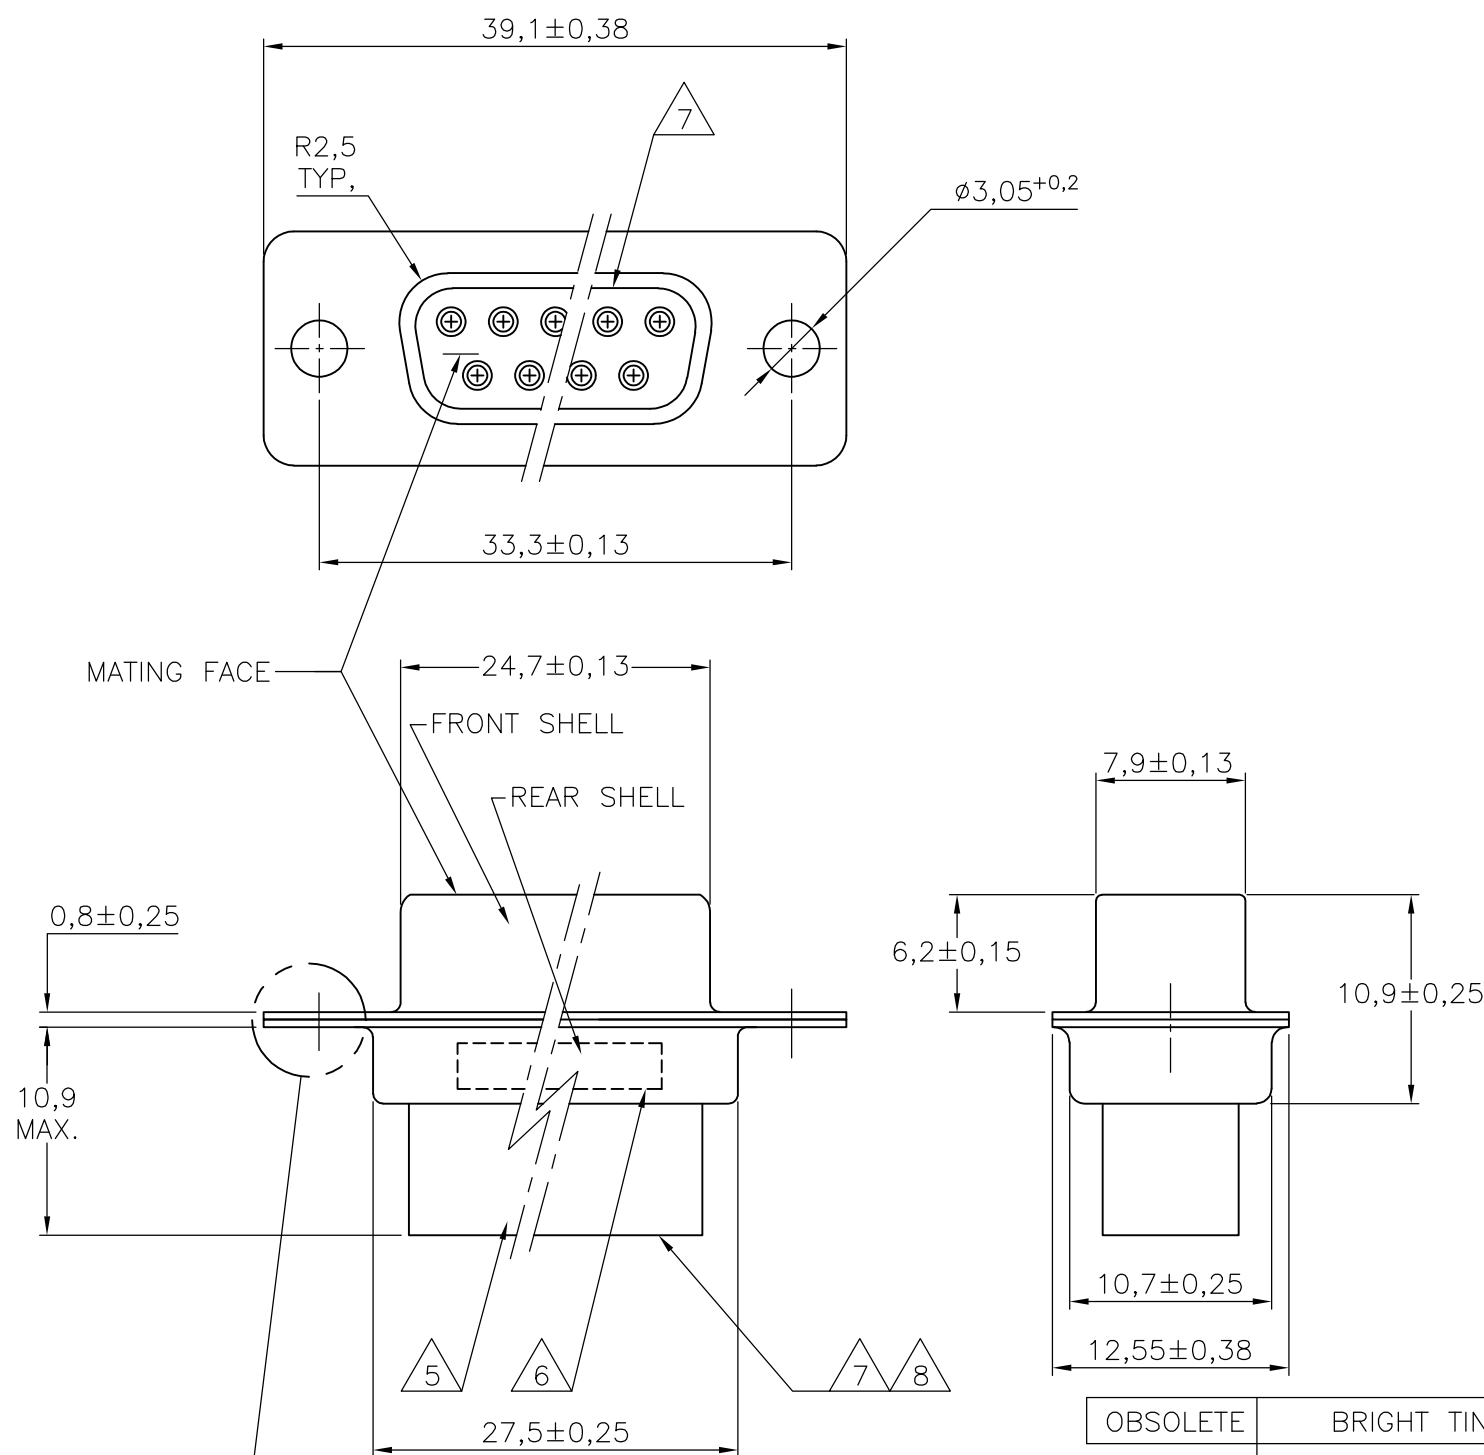 39,1±0,38
7
R2,5
TYP,
ø3,05+0,2
33,3±0,13
MATING FACE
24,7±0,13
FRONT SHELL
REAR SHELL
7,9±0,13
0,8±0,25
6,2±0,15
10,9±0,25
10,9
MAX.
10,7±0,25
12,55±0,38
5
6
7
8
27,5±0,25
OBSOLETE
BRIGHT TIN